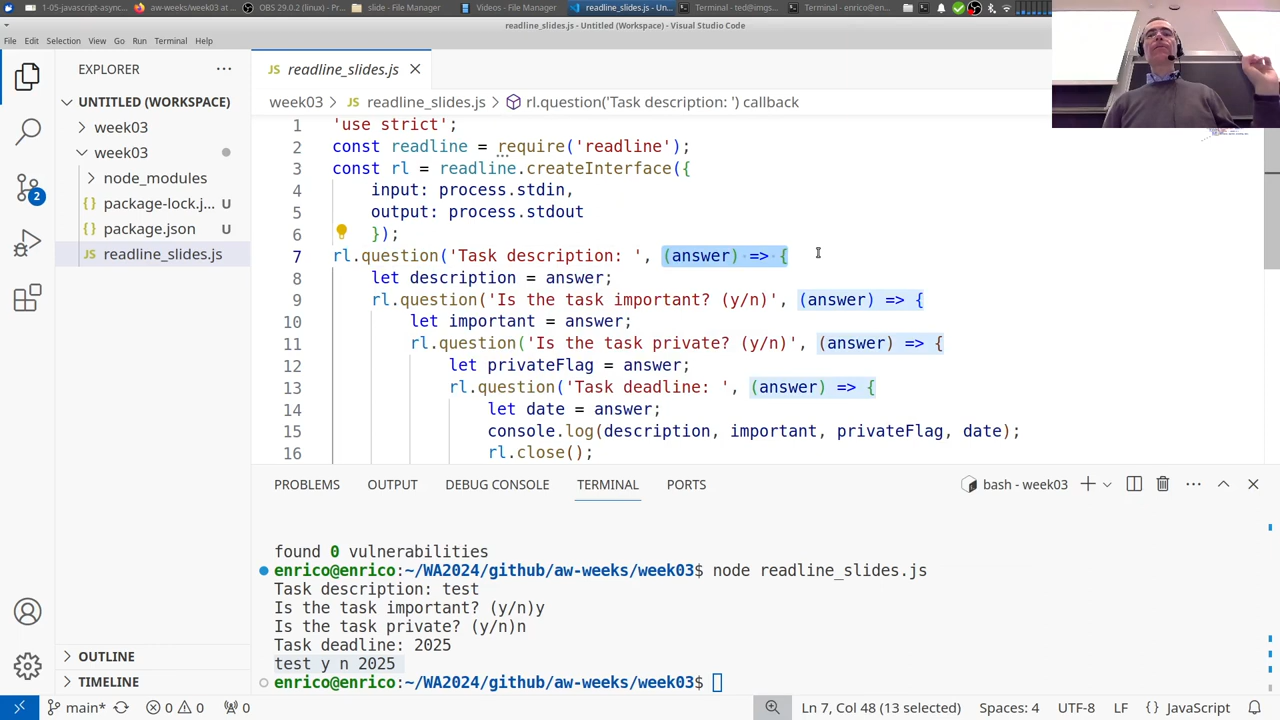 1-05-javascript-async...
aw-weeks/week03 at ...
OBS 29.0.2 (linux) - Pro...
slide - File Manager
Videos - File Manager
readline_slides.js - Un...
Terminal - ted@imgs...
Terminal - enrico@en...
readline_slides.js - Untitled (Workspace) - Visual Studio Code
File Edit Selection View Go Run Terminal Help
EXPLORER
UNTITLED (WORKSPACE)
week03
week03
node_modules
{} package-lock.j... U
{} package.json U
JS readline_slides.js U
2
OUTLINE
TIMELINE
JS readline_slides.js
week03 > JS readline_slides.js > rl.question('Task description: ') callback
1 'use strict';
2 const readline = require('readline');
3 const rl = readline.createInterface({
4 input: process.stdin,
5 output: process.stdout
6 });
7 rl.question('Task description: ', (answer) => {
8 let description = answer;
9 rl.question('Is the task important? (y/n)', (answer) => {
10 let important = answer;
11 rl.question('Is the task private? (y/n)', (answer) => {
12 let privateFlag = answer;
13 rl.question('Task deadline: ', (answer) => {
14 let date = answer;
15 console.log(description, important, privateFlag, date);
16 rl.close();
PROBLEMS OUTPUT DEBUG CONSOLE TERMINAL PORTS
bash - week03
found 0 vulnerabilities
enrico@enrico:~/WA2024/github/aw-weeks/week03$ node readline_slides.js
Task description: test
Is the task important? (y/n)y
Is the task private? (y/n)n
Task deadline: 2025
test y n 2025
enrico@enrico:~/WA2024/github/aw-weeks/week03$
main* 0 0 0
Ln 7, Col 48 (13 selected) Spaces: 4 UTF-8 LF {} JavaScript